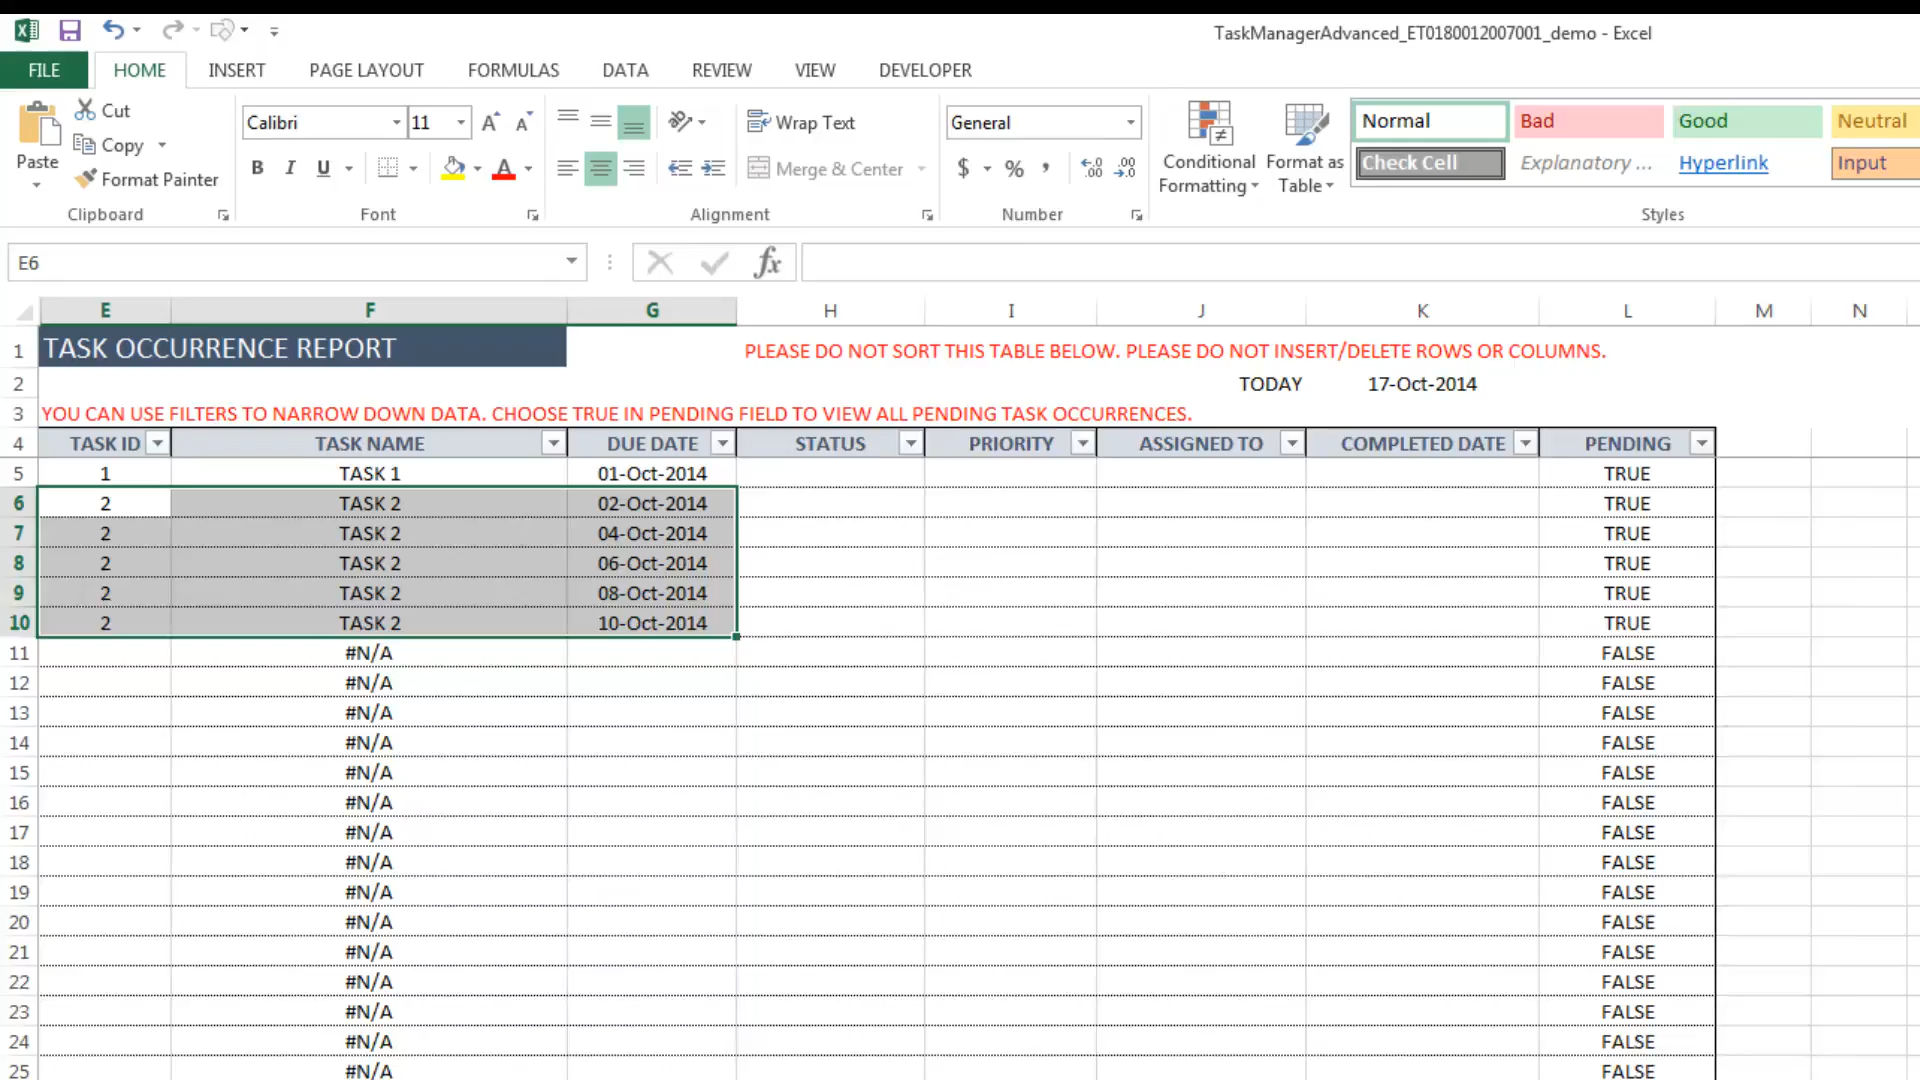 TaskManagerAdvanced_ET0180012007001_demo - Excel
FILE HOME INSERT PAGE LAYOUT FORMULAS DATA REVIEW VIEW DEVELOPER
Paste
Cut
Copy
Format Painter
Clipboard
Calibri 11
B I U
Font
Wrap Text
Merge & Center
Alignment
General
$ % ,
Number
Conditional Formatting
Format as Table
Normal Bad Good Neutral
Check Cell Explanatory ... Hyperlink Input
Styles
E6
fx
E F G H I J K L M N
1 TASK OCCURRENCE REPORT PLEASE DO NOT SORT THIS TABLE BELOW. PLEASE DO NOT INSERT/DELETE ROWS OR COLUMNS.
2 TODAY 17-Oct-2014
3 YOU CAN USE FILTERS TO NARROW DOWN DATA. CHOOSE TRUE IN PENDING FIELD TO VIEW ALL PENDING TASK OCCURRENCES.
4 TASK ID TASK NAME DUE DATE STATUS PRIORITY ASSIGNED TO COMPLETED DATE PENDING
5 1 TASK 1 01-Oct-2014 TRUE
6 2 TASK 2 02-Oct-2014 TRUE
7 2 TASK 2 04-Oct-2014 TRUE
8 2 TASK 2 06-Oct-2014 TRUE
9 2 TASK 2 08-Oct-2014 TRUE
10 2 TASK 2 10-Oct-2014 TRUE
11 #N/A FALSE
12 #N/A FALSE
13 #N/A FALSE
14 #N/A FALSE
15 #N/A FALSE
16 #N/A FALSE
17 #N/A FALSE
18 #N/A FALSE
19 #N/A FALSE
20 #N/A FALSE
21 #N/A FALSE
22 #N/A FALSE
23 #N/A FALSE
24 #N/A FALSE
25 #N/A FALSE